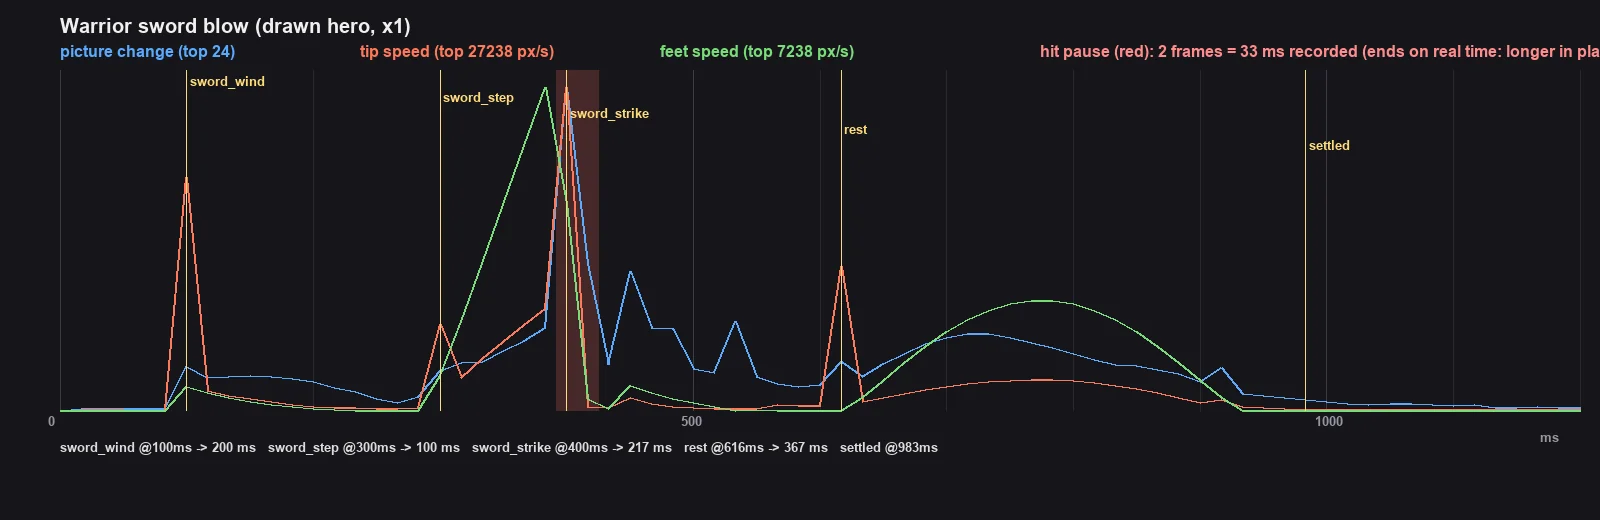 Warrior sword blow (drawn hero, x1)
picture change (top 24) tip speed (top 27238 px/s) feet speed (top 7238 px/s) hit pause (red): 2 frames = 33 ms recorded (ends on real time: longer in pla
sword_wind
sword_step
sword_strike
rest
settled
0 500 1000
ms
sword_wind @100ms -> 200 ms sword_step @300ms -> 100 ms sword_strike @400ms -> 217 ms rest @616ms -> 367 ms settled @983ms